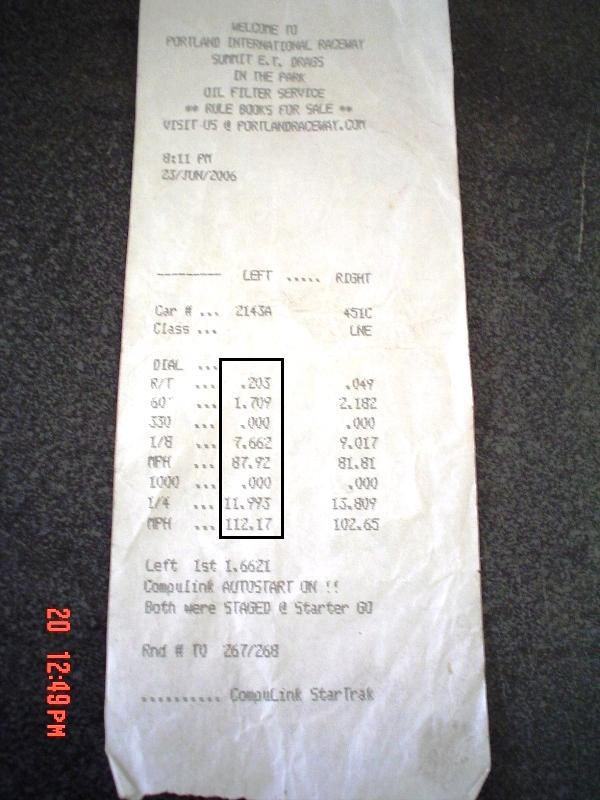 WELCOME TO
PORTLAND INTERNATIONAL RACEWAY
SUMMIT E.T. DRAGS
IN THE PARK
OIL FILTER SERVICE
** RULE BOOKS FOR SALE **
VISIT US @ PORTLANDRACEWAY.COM
8:11 PM
23/JUN/2006
--------- LEFT ..... RIGHT
Car # ... 2143A 451C
Class ... LNE
DIAL ...
R/T ... .203 .049
60' ... 1.709 2.182
330 ... .000 .000
1/8 ... 7.662 9.017
MPH ... 87.92 81.81
1000 ... .000 .000
1/4 ... 11.993 13.809
MPH ... 112.17 102.65
Left 1st 1.6621
CompuLink AUTOSTART ON !!
Both were STAGED @ Starter GO
Rnd # TO 267/268
.......... CompuLink StarTrak
20 12:49 PM